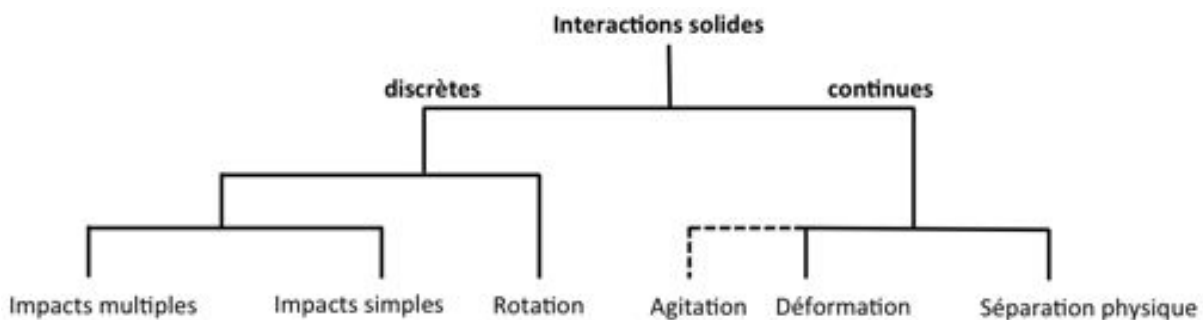 Interactions solides
discrètes continues
Impacts multiples Impacts simples Rotation Agitation Déformation Séparation physique